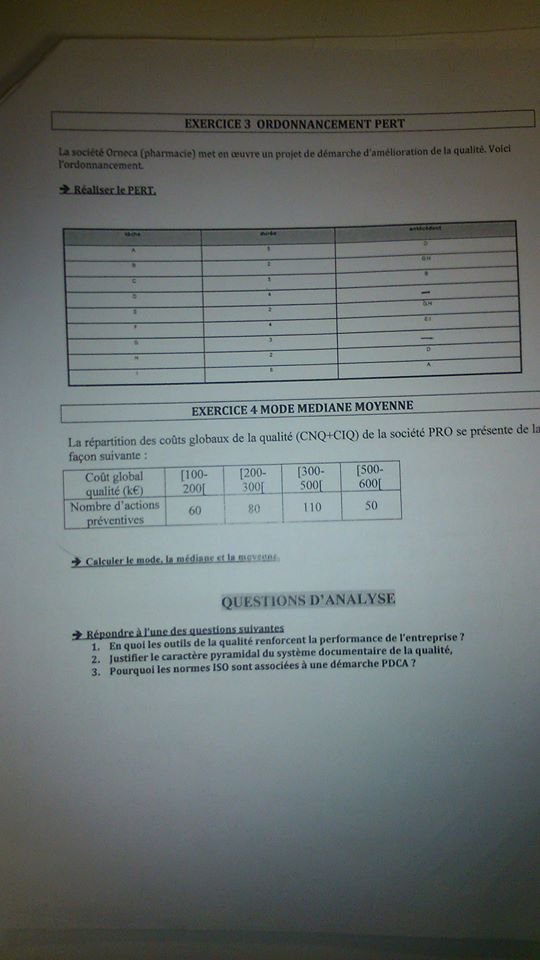 EXERCICE 3 ORDONNANCEMENT PERT
La société Orneca (pharmacie) met en œuvre un projet de démarche d'amélioration de la qualité. Voici
l'ordonnancement.
➔ Réaliser le PERT.
tâche durée antécédent
A D
B 2 G,H
C B
D 4 —
E 2 G,H
F 4
G 3 —
H 2 D
I A
EXERCICE 4 MODE MEDIANE MOYENNE
La répartition des coûts globaux de la qualité (CNQ+CIQ) de la société PRO se présente de la
façon suivante :
Coût global [100- [200- [300- [500-
qualité (k€) 200[ 300[ 500[ 600[
Nombre d'actions 60 80 110 50
préventives
➔ Calculer le mode, la médiane et la moyenne.
QUESTIONS D'ANALYSE
➔ Répondre à l'une des questions suivantes
1. En quoi les outils de la qualité renforcent la performance de l'entreprise ?
2. Justifier le caractère pyramidal du système documentaire de la qualité,
3. Pourquoi les normes ISO sont associées à une démarche PDCA ?